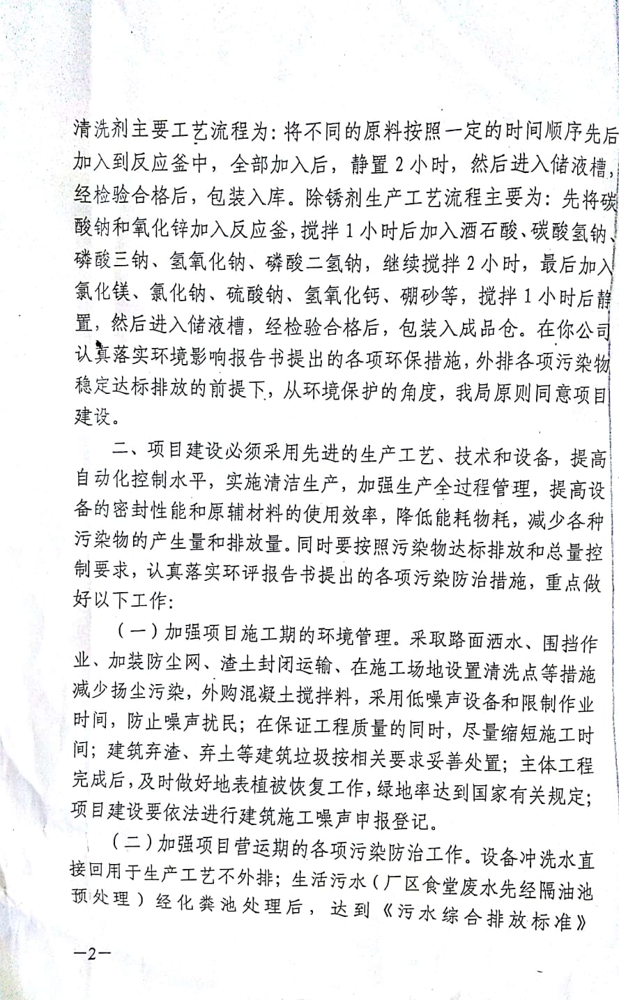 清洗剂主要工艺流程为：将不同的原料按照一定的时间顺序先后
加入到反应釜中，全部加入后，静置2小时，然后进入储液槽，
经检验合格后，包装入库。除锈剂生产工艺流程主要为：先将碳
酸钠和氧化锌加入反应釜，搅拌1小时后加入酒石酸、碳酸氢钠、
磷酸三钠、氢氧化钠、磷酸二氢钠，继续搅拌2小时，最后加入
氯化镁、氯化钠、硫酸钠、氢氧化钙、硼砂等，搅拌1小时后静
置，然后进入储液槽，经检验合格后，包装入成品仓。在你公司
认真落实环境影响报告书提出的各项环保措施，外排各项污染物
稳定达标排放的前提下，从环境保护的角度，我局原则同意项目
建设。
二、项目建设必须采用先进的生产工艺、技术和设备，提高
自动化控制水平，实施清洁生产，加强生产全过程管理，提高设
备的密封性能和原辅材料的使用效率，降低能耗物耗，减少各种
污染物的产生量和排放量。同时要按照污染物达标排放和总量控
制要求，认真落实环评报告书提出的各项污染防治措施，重点做
好以下工作：
（一）加强项目施工期的环境管理。采取路面洒水、围挡作
业、加装防尘网、渣土封闭运输、在施工场地设置清洗点等措施
减少扬尘污染，外购混凝土搅拌料，采用低噪声设备和限制作业
时间，防止噪声扰民；在保证工程质量的同时，尽量缩短施工时
间；建筑弃渣、弃土等建筑垃圾按相关要求妥善处置；主体工程
完成后，及时做好地表植被恢复工作，绿地率达到国家有关规定；
项目建设要依法进行建筑施工噪声申报登记。
（二）加强项目营运期的各项污染防治工作。设备冲洗水直
接回用于生产工艺不外排；生活污水（厂区食堂废水先经隔油池
预处理）经化粪池处理后，达到《污水综合排放标准》
—2—